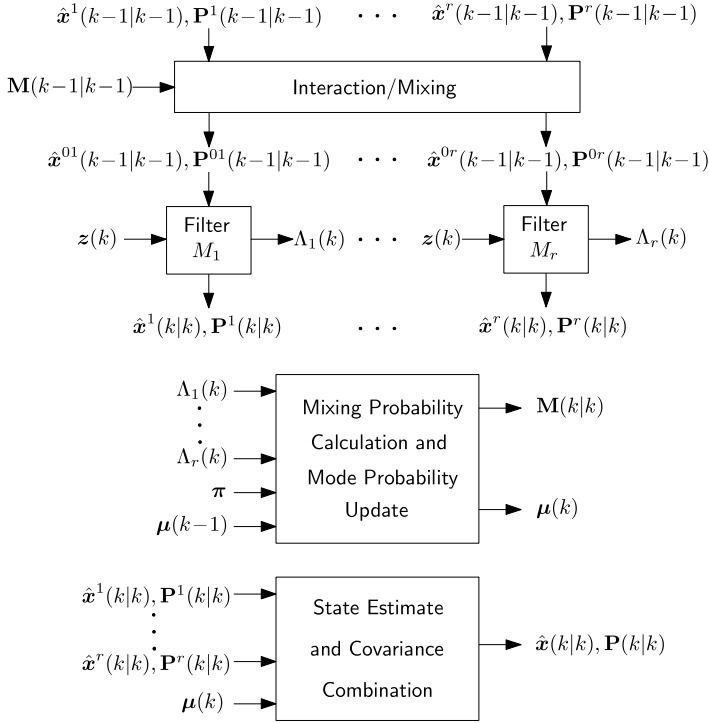 x̂¹(k−1|k−1), P¹(k−1|k−1) · · · x̂ʳ(k−1|k−1), Pʳ(k−1|k−1)
M(k−1|k−1)
Interaction/Mixing
x̂⁰¹(k−1|k−1), P⁰¹(k−1|k−1) · · · x̂⁰ʳ(k−1|k−1), P⁰ʳ(k−1|k−1)
z(k) Filter M₁ Λ₁(k) · · · z(k) Filter Mᵣ Λᵣ(k)
x̂¹(k|k), P¹(k|k) · · · x̂ʳ(k|k), Pʳ(k|k)
Λ₁(k)
⋮
Λᵣ(k)
π
μ(k−1)
Mixing Probability
Calculation and
Mode Probability
Update
M(k|k)
μ(k)
x̂¹(k|k), P¹(k|k)
⋮
x̂ʳ(k|k), Pʳ(k|k)
μ(k)
State Estimate
and Covariance
Combination
x̂(k|k), P(k|k)